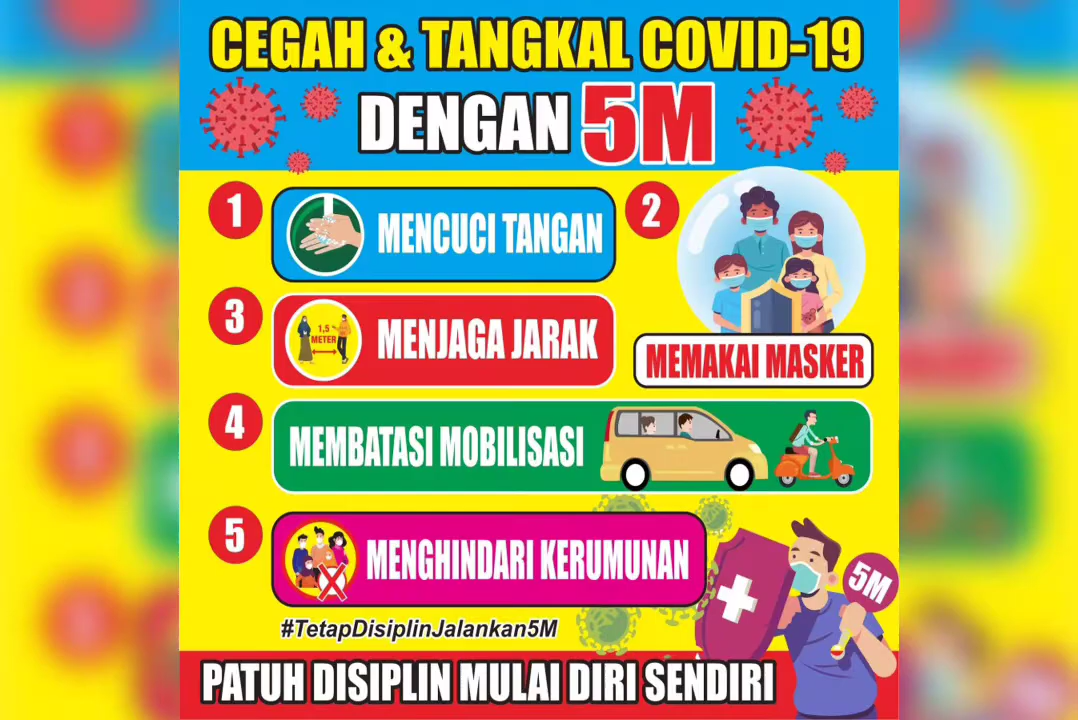 CEGAH & TANGKAL COVID-19
DENGAN 5M
1
MENCUCI TANGAN
2
MEMAKAI MASKER
3
1,5
METER
MENJAGA JARAK
4
MEMBATASI MOBILISASI
5
MENGHINDARI KERUMUNAN
5M
#TetapDisiplinJalankan5M
PATUH DISIPLIN MULAI DIRI SENDIRI